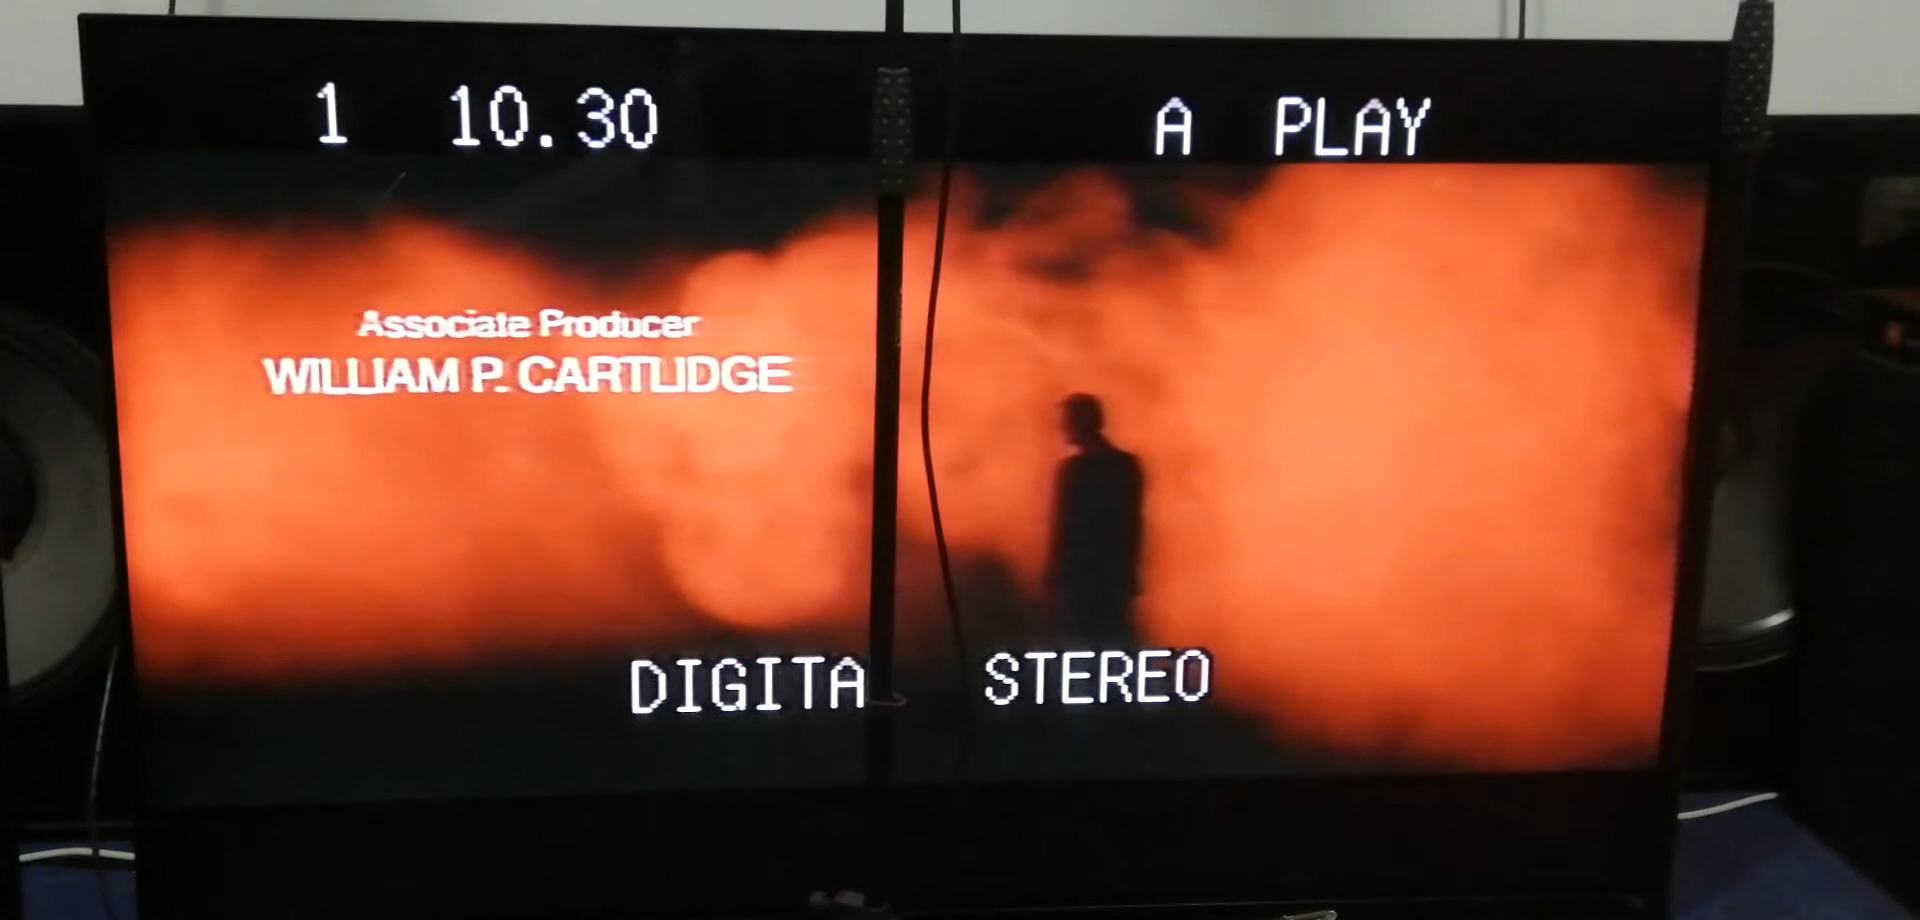 1 10.30 A PLAY
Associate Producer
WILLIAM P. CARTLIDGE
DIGITA STEREO